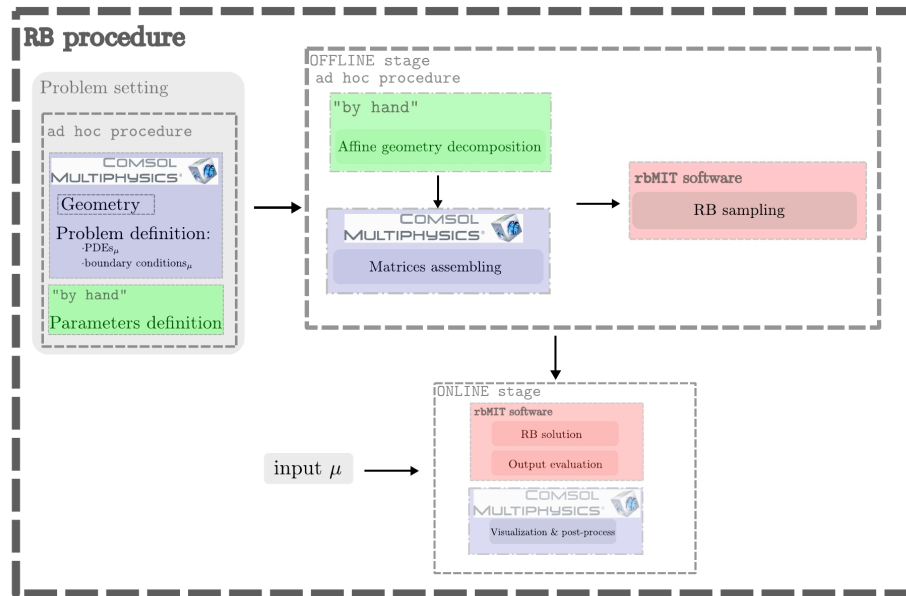 RB procedure
Problem setting
ad hoc procedure
COMSOL
MULTIPHYSICS®
Geometry
Problem definition:
·PDEsμ
·boundary conditionsμ
"by hand"
Parameters definition
OFFLINE stage
ad hoc procedure
"by hand"
Affine geometry decomposition
COMSOL
MULTIPHYSICS®
Matrices assembling
rbMIT software
RB sampling
ONLINE stage
rbMIT software
RB solution
Output evaluation
COMSOL
MULTIPHYSICS®
Visualization & post-process
input μ